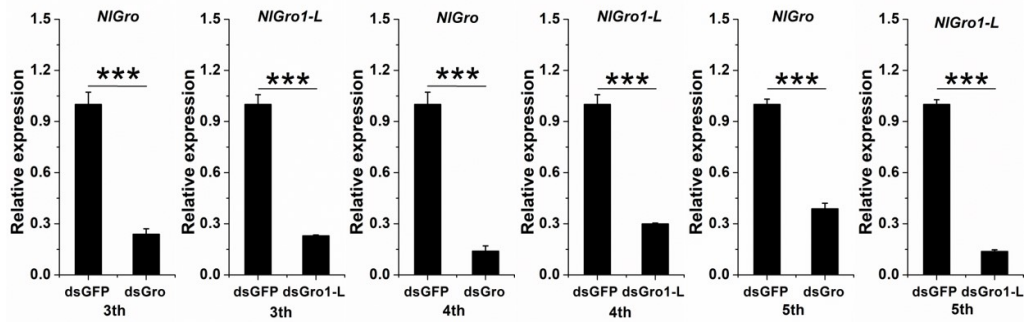 NlGro
Relative expression
1.5
1.2
0.9
0.6
0.3
0.0
***
dsGFP dsGro
3th
NlGro1-L
Relative expression
1.5
1.2
0.9
0.6
0.3
0.0
***
dsGFP dsGro1-L
3th
NlGro
Relative expression
1.5
1.2
0.9
0.6
0.3
0.0
***
dsGFP dsGro
4th
NlGro1-L
Relative expression
1.5
1.2
0.9
0.6
0.3
0.0
***
dsGFP dsGro1-L
4th
NlGro
Relative expression
1.5
1.2
0.9
0.6
0.3
0.0
***
dsGFP dsGro
5th
NlGro1-L
Relative expression
1.5
1.2
0.9
0.6
0.3
0.0
***
dsGFP dsGro1-L
5th